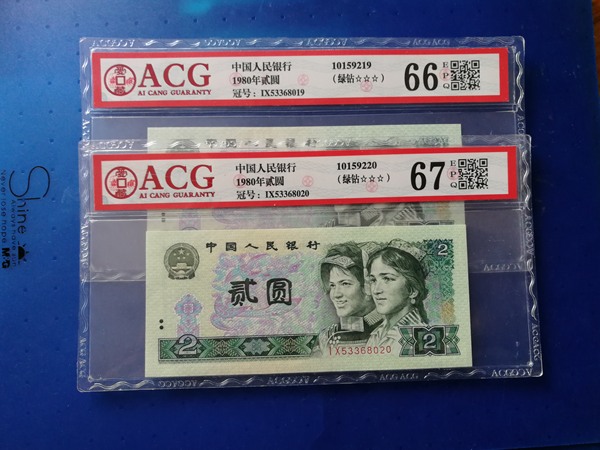 ACG
AI CANG GUARANTY
中国人民银行
1980年贰圆
冠号：IX53368019
10159219
（绿钻☆☆☆）
66
EPQ
ACG
AI CANG GUARANTY
中国人民银行
1980年贰圆
冠号：IX53368020
10159220
（绿钻☆☆☆）
67
EPQ
中国人民银行
贰圆
2
2
2
IX53368020
Shine
M&G